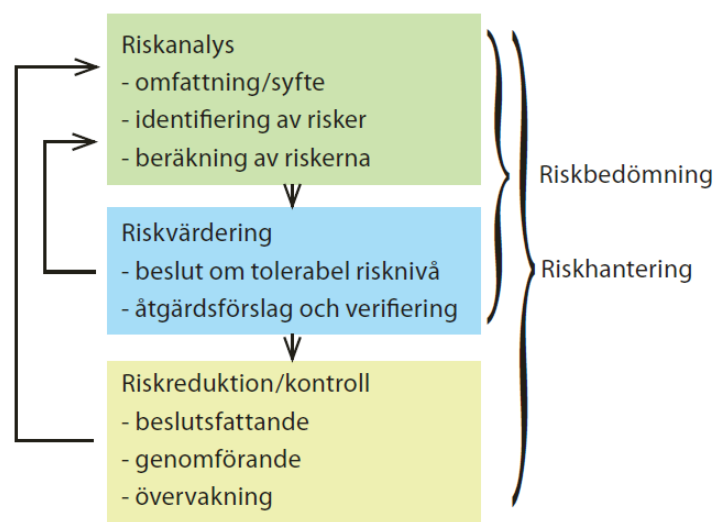 Riskanalys
- omfattning/syfte
- identifiering av risker
- beräkning av riskerna
Riskvärdering
- beslut om tolerabel risknivå
- åtgärdsförslag och verifiering
Riskreduktion/kontroll
- beslutsfattande
- genomförande
- övervakning
Riskbedömning
Riskhantering